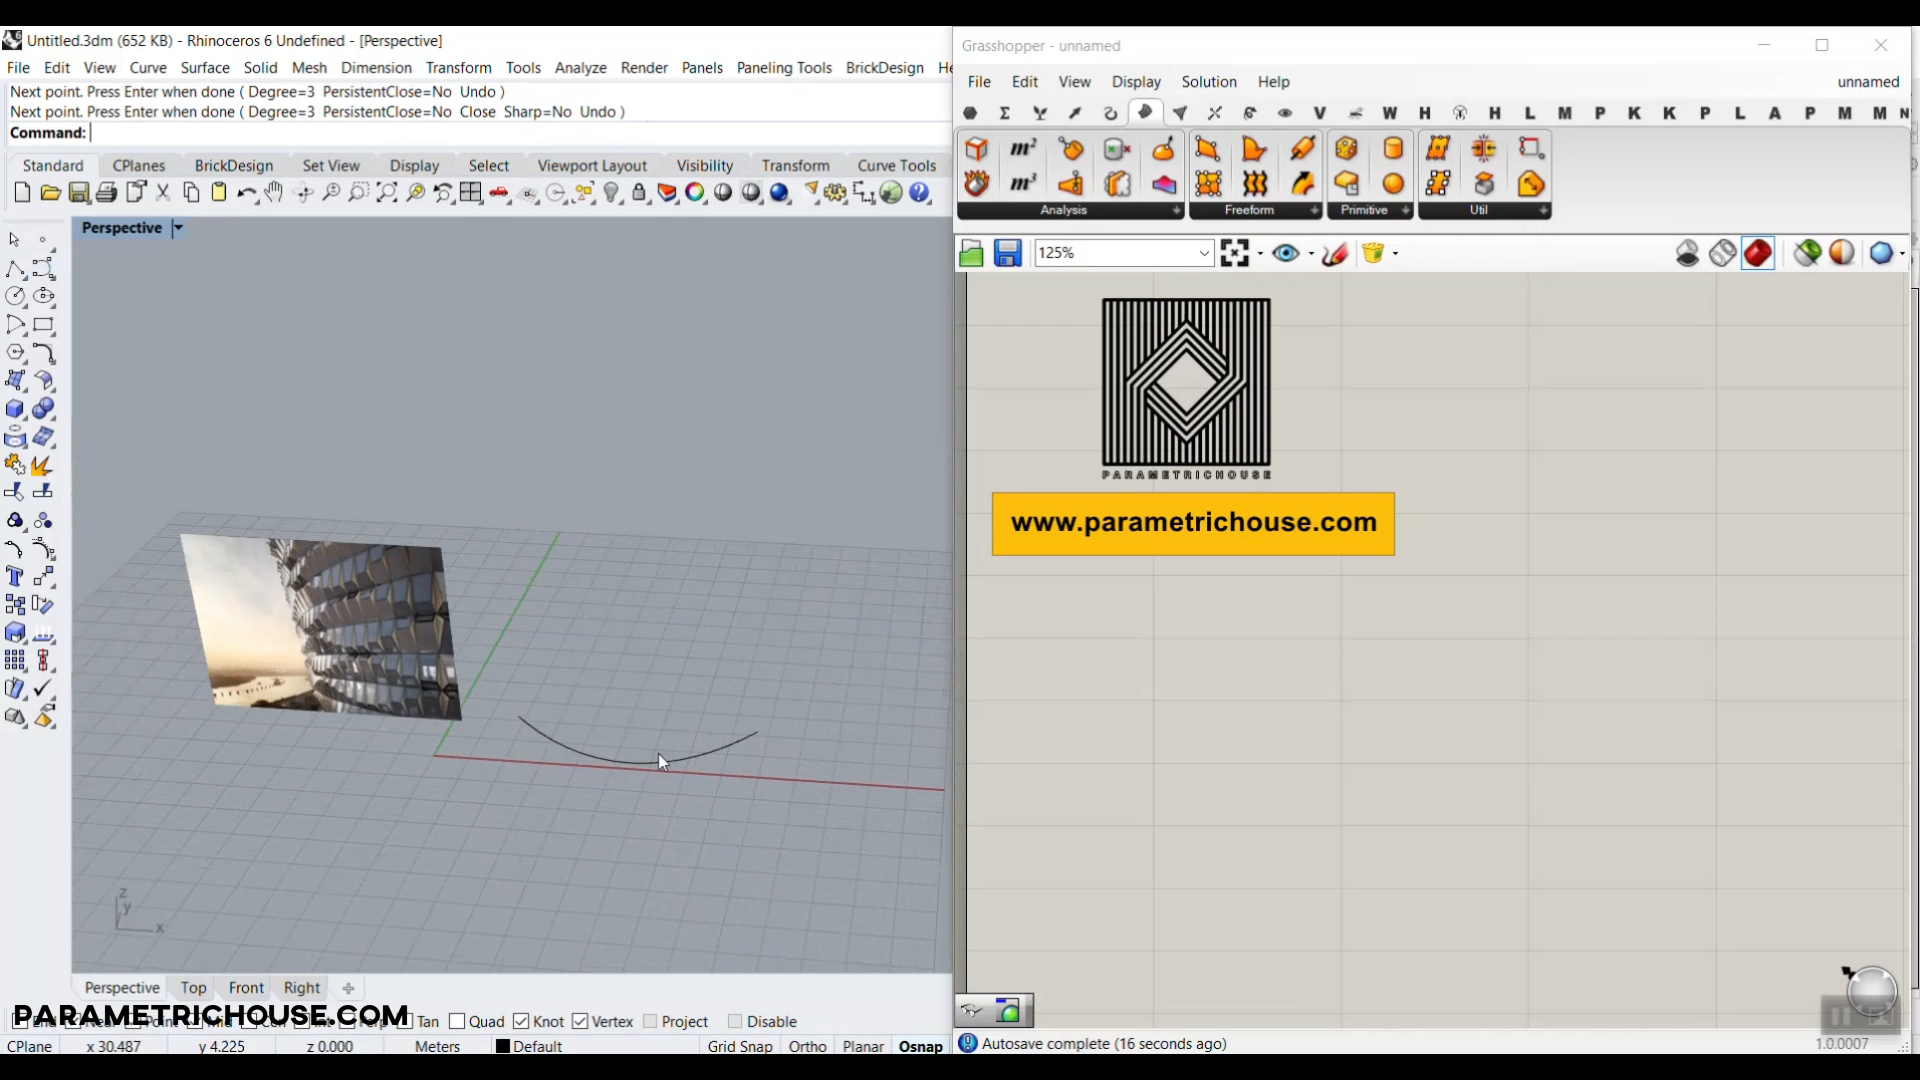 Untitled.3dm (652 KB) - Rhinoceros 6 Undefined - [Perspective]
File Edit View Curve Surface Solid Mesh Dimension Transform Tools Analyze Render Panels Paneling Tools BrickDesign He
Next point. Press Enter when done ( Degree=3 PersistentClose=No Undo )
Next point. Press Enter when done ( Degree=3 PersistentClose=No Close Sharp=No Undo )
Command:
Standard CPlanes BrickDesign Set View Display Select Viewport Layout Visibility Transform Curve Tools
Perspective
z
y
x
Perspective Top Front Right
PARAMETRICHOUSE.COM
Tan Quad Knot Vertex Project Disable
CPlane x 30.487 y 4.225 z 0.000 Meters Default Grid Snap Ortho Planar Osnap
Grasshopper - unnamed
File Edit View Display Solution Help unnamed
V W H H L M P K K P L A P M M N
m² m³
Analysis Freeform Primitive Util
125%
PARAMETRICHOUSE
www.parametrichouse.com
Autosave complete (16 seconds ago) 1.0.0007